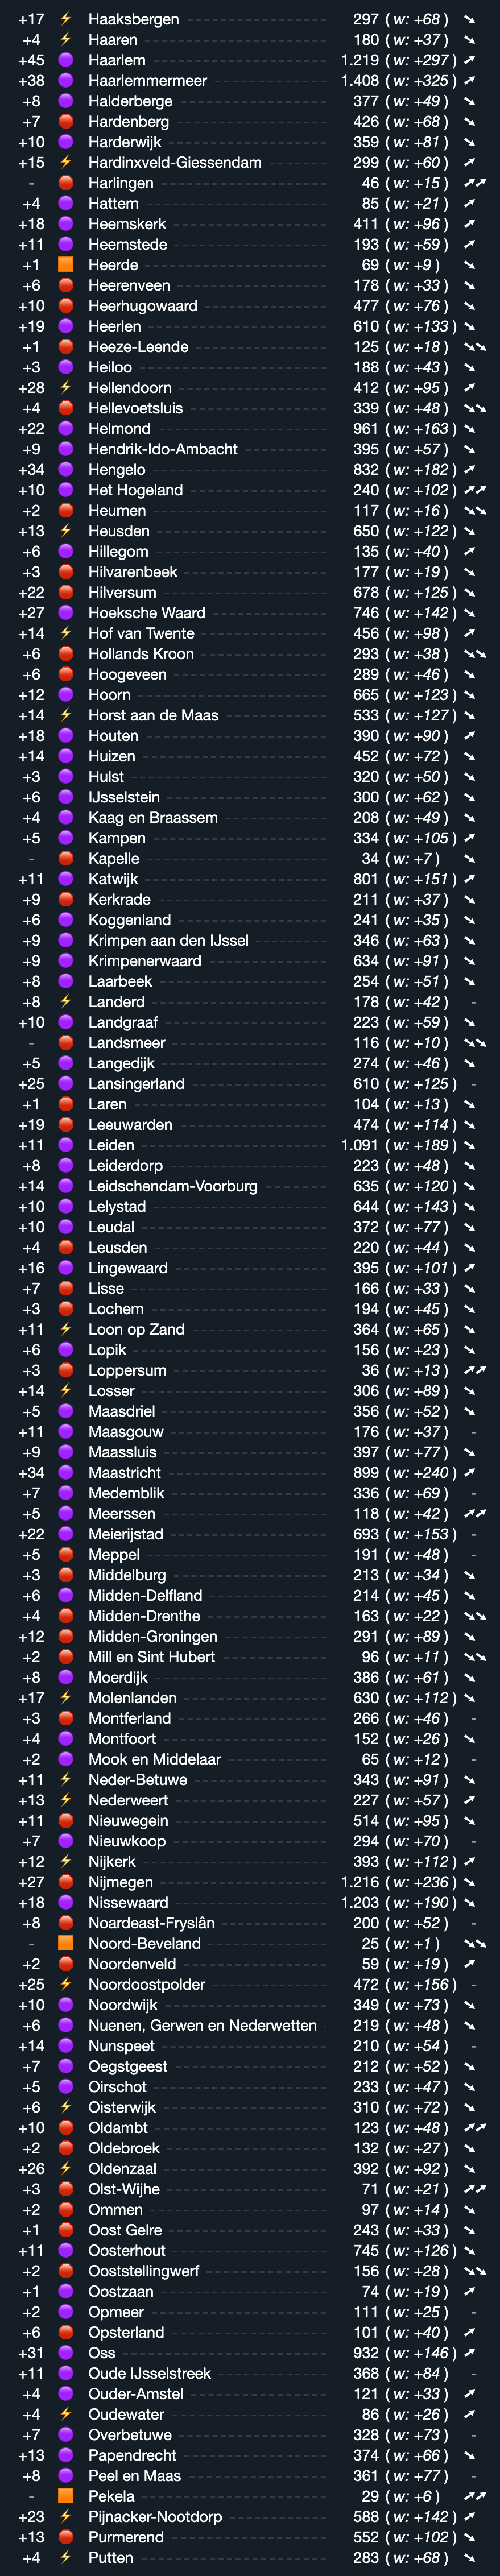 +17 ⚡ Haaksbergen 297 ( w: +68 )
+4 ⚡ Haaren 180 ( w: +37 )
+45 Haarlem 1.219 ( w: +297 )
+38 Haarlemmermeer 1.408 ( w: +325 )
+8 Halderberge 377 ( w: +49 )
+7 Hardenberg 426 ( w: +68 )
+10 Harderwijk 359 ( w: +81 )
+15 ⚡ Hardinxveld-Giessendam 299 ( w: +60 )
- Harlingen 46 ( w: +15 )
+4 Hattem 85 ( w: +21 )
+18 Heemskerk 411 ( w: +96 )
+11 Heemstede 193 ( w: +59 )
+1 Heerde 69 ( w: +9 )
+6 Heerenveen 178 ( w: +33 )
+10 Heerhugowaard 477 ( w: +76 )
+19 Heerlen 610 ( w: +133 )
+1 Heeze-Leende 125 ( w: +18 )
+3 Heiloo 188 ( w: +43 )
+28 ⚡ Hellendoorn 412 ( w: +95 )
+4 Hellevoetsluis 339 ( w: +48 )
+22 Helmond 961 ( w: +163 )
+9 Hendrik-Ido-Ambacht 395 ( w: +57 )
+34 Hengelo 832 ( w: +182 )
+10 Het Hogeland 240 ( w: +102 )
+2 Heumen 117 ( w: +16 )
+13 ⚡ Heusden 650 ( w: +122 )
+6 Hillegom 135 ( w: +40 )
+3 Hilvarenbeek 177 ( w: +19 )
+22 Hilversum 678 ( w: +125 )
+27 Hoeksche Waard 746 ( w: +142 )
+14 ⚡ Hof van Twente 456 ( w: +98 )
+6 Hollands Kroon 293 ( w: +38 )
+6 Hoogeveen 289 ( w: +46 )
+12 Hoorn 665 ( w: +123 )
+14 ⚡ Horst aan de Maas 533 ( w: +127 )
+18 Houten 390 ( w: +90 )
+14 Huizen 452 ( w: +72 )
+3 Hulst 320 ( w: +50 )
+6 IJsselstein 300 ( w: +62 )
+4 Kaag en Braassem 208 ( w: +49 )
+5 Kampen 334 ( w: +105 )
- Kapelle 34 ( w: +7 )
+11 Katwijk 801 ( w: +151 )
+9 Kerkrade 211 ( w: +37 )
+6 Koggenland 241 ( w: +35 )
+9 Krimpen aan den IJssel 346 ( w: +63 )
+9 Krimpenerwaard 634 ( w: +91 )
+8 Laarbeek 254 ( w: +51 )
+8 ⚡ Landerd 178 ( w: +42 ) -
+10 Landgraaf 223 ( w: +59 )
- Landsmeer 116 ( w: +10 )
+5 Langedijk 274 ( w: +46 )
+25 Lansingerland 610 ( w: +125 ) -
+1 Laren 104 ( w: +13 )
+19 Leeuwarden 474 ( w: +114 )
+11 Leiden 1.091 ( w: +189 )
+8 Leiderdorp 223 ( w: +48 )
+14 Leidschendam-Voorburg 635 ( w: +120 )
+10 Lelystad 644 ( w: +143 )
+10 Leudal 372 ( w: +77 )
+4 Leusden 220 ( w: +44 )
+16 Lingewaard 395 ( w: +101 )
+7 Lisse 166 ( w: +33 )
+3 Lochem 194 ( w: +45 )
+11 ⚡ Loon op Zand 364 ( w: +65 )
+6 Lopik 156 ( w: +23 )
+3 Loppersum 36 ( w: +13 )
+14 ⚡ Losser 306 ( w: +89 )
+5 Maasdriel 356 ( w: +52 )
+11 Maasgouw 176 ( w: +37 ) -
+9 Maassluis 397 ( w: +77 )
+34 Maastricht 899 ( w: +240 )
+7 Medemblik 336 ( w: +69 ) -
+5 Meerssen 118 ( w: +42 )
+22 Meierijstad 693 ( w: +153 ) -
+5 Meppel 191 ( w: +48 ) -
+3 Middelburg 213 ( w: +34 )
+6 Midden-Delfland 214 ( w: +45 )
+4 Midden-Drenthe 163 ( w: +22 )
+12 Midden-Groningen 291 ( w: +89 )
+2 Mill en Sint Hubert 96 ( w: +11 )
+8 Moerdijk 386 ( w: +61 )
+17 ⚡ Molenlanden 630 ( w: +112 )
+3 Montferland 266 ( w: +46 ) -
+4 Montfoort 152 ( w: +26 )
+2 Mook en Middelaar 65 ( w: +12 ) -
+11 ⚡ Neder-Betuwe 343 ( w: +91 )
+13 ⚡ Nederweert 227 ( w: +57 )
+11 Nieuwegein 514 ( w: +95 )
+7 Nieuwkoop 294 ( w: +70 ) -
+12 ⚡ Nijkerk 393 ( w: +112 )
+27 Nijmegen 1.216 ( w: +236 )
+18 Nissewaard 1.203 ( w: +190 )
+8 Noardeast-Fryslân 200 ( w: +52 ) -
- Noord-Beveland 25 ( w: +1 )
+2 Noordenveld 59 ( w: +19 )
+25 ⚡ Noordoostpolder 472 ( w: +156 ) -
+10 Noordwijk 349 ( w: +73 )
+6 Nuenen, Gerwen en Nederwetten 219 ( w: +48 )
+14 Nunspeet 210 ( w: +54 ) -
+7 Oegstgeest 212 ( w: +52 )
+5 Oirschot 233 ( w: +47 )
+6 ⚡ Oisterwijk 310 ( w: +72 )
+10 Oldambt 123 ( w: +48 )
+2 Oldebroek 132 ( w: +27 )
+26 ⚡ Oldenzaal 392 ( w: +92 )
+3 Olst-Wijhe 71 ( w: +21 )
+2 Ommen 97 ( w: +14 )
+1 Oost Gelre 243 ( w: +33 )
+11 Oosterhout 745 ( w: +126 )
+2 Ooststellingwerf 156 ( w: +28 )
+1 Oostzaan 74 ( w: +19 )
+2 Opmeer 111 ( w: +25 ) -
+6 Opsterland 101 ( w: +40 )
+31 Oss 932 ( w: +146 )
+11 Oude IJsselstreek 368 ( w: +84 ) -
+4 Ouder-Amstel 121 ( w: +33 )
+4 ⚡ Oudewater 86 ( w: +26 )
+7 Overbetuwe 328 ( w: +73 ) -
+13 Papendrecht 374 ( w: +66 )
+8 Peel en Maas 361 ( w: +77 ) -
- Pekela 29 ( w: +6 )
+23 ⚡ Pijnacker-Nootdorp 588 ( w: +142 )
+13 Purmerend 552 ( w: +102 )
+4 ⚡ Putten 283 ( w: +68 )